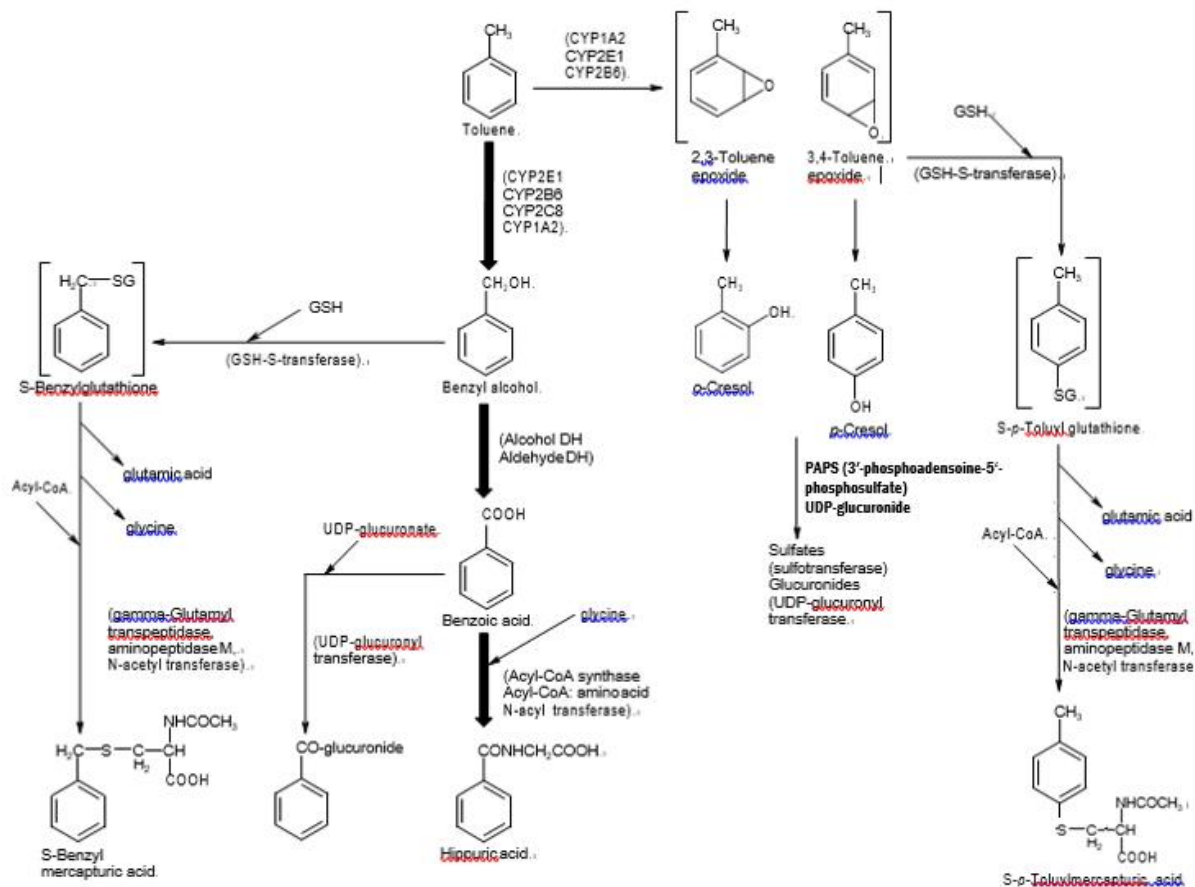 CH3
Toluene.
(CYP1A2
CYP2E1
CYP2B6).
CH3
O
2,3-Toluene
epoxide
CH3
O
3,4-Toluene.
epoxide
GSH
(GSH-S-transferase).
(CYP2E1
CYP2B6
CYP2C8
CYP1A2).
H2C—SG
S-Benzylglutathione
GSH
(GSH-S-transferase).
CH2OH.
Benzyl alcohol.
CH3
OH.
o-Cresol
CH3
OH
p-Cresol
CH3
SG.
S-p-Toluyl glutathione.
(Alcohol DH
Aldehyde DH)
glutamic acid
Acyl-CoA.
glycine
(gamma-Glutamyl
transpeptidase
aminopeptidase M,.
N-acetyl transferase).
UDP-glucuronate
(UDP-glucuronyl
transferase).
COOH
Benzoic acid.
glycine
(Acyl-CoA synthase
Acyl-CoA: amino acid
N-acyl transferase).
PAPS (3′-phosphoadensoine-5′-
phosphosulfate)
UDP-glucuronide
Sulfates
(sulfotransferase)
Glucuronides
(UDP-glucuronyl
transferase.
glutamic acid
Acyl-CoA.
glycine
(gamma-Glutamyl
transpeptidase
aminopeptidase M,
N-acetyl transferase
NHCOCH3
H2C—S—C—CH
H2
COOH
S-Benzyl
mercapturic acid.
CO-glucuronide
CONHCH2COOH.
Hippuric acid.
CH3
NHCOCH3
S—C—CH
H2
COOH
S-p-Toluylmercapturic acid